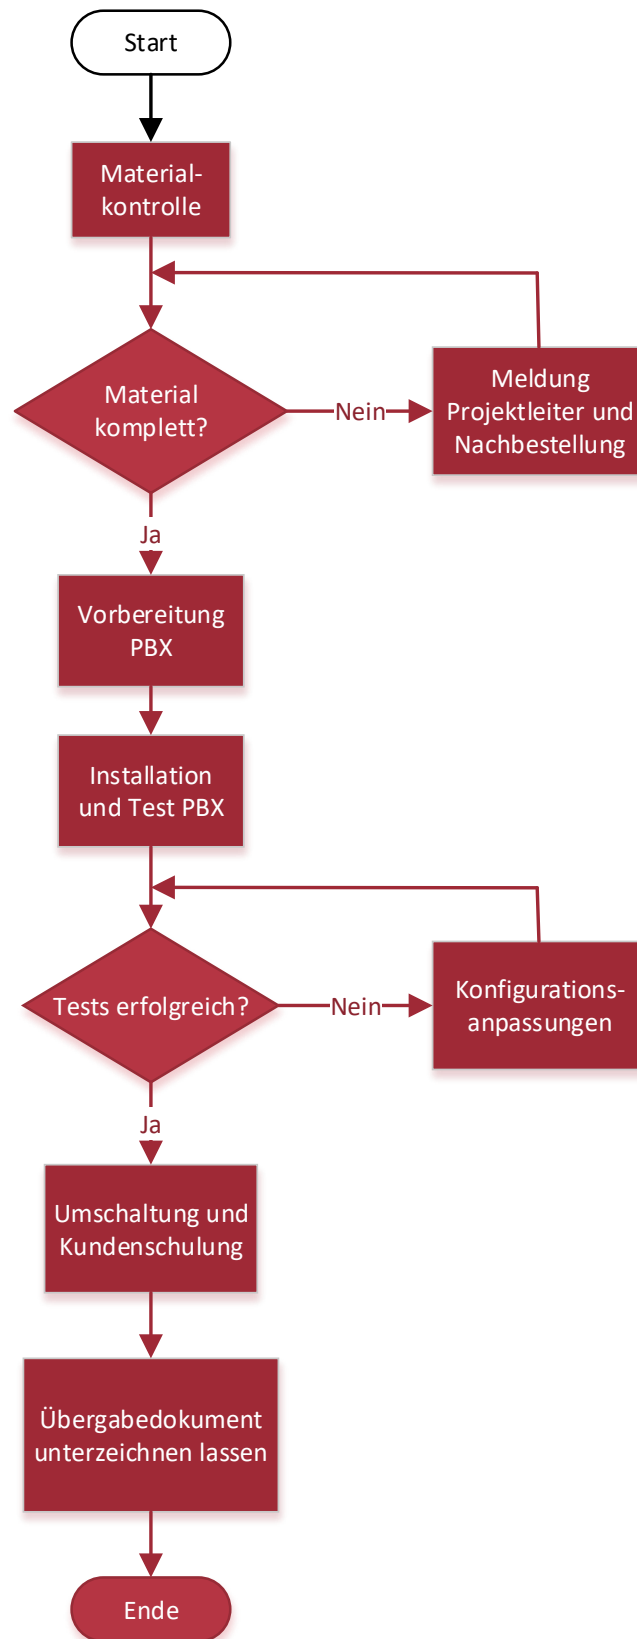 Start
Material-
kontrolle
Material
komplett?
Nein
Meldung
Projektleiter und
Nachbestellung
Ja
Vorbereitung
PBX
Installation
und Test PBX
Tests erfolgreich?
Nein
Konfigurations-
anpassungen
Ja
Umschaltung und
Kundenschulung
Übergabedokument
unterzeichnen lassen
Ende